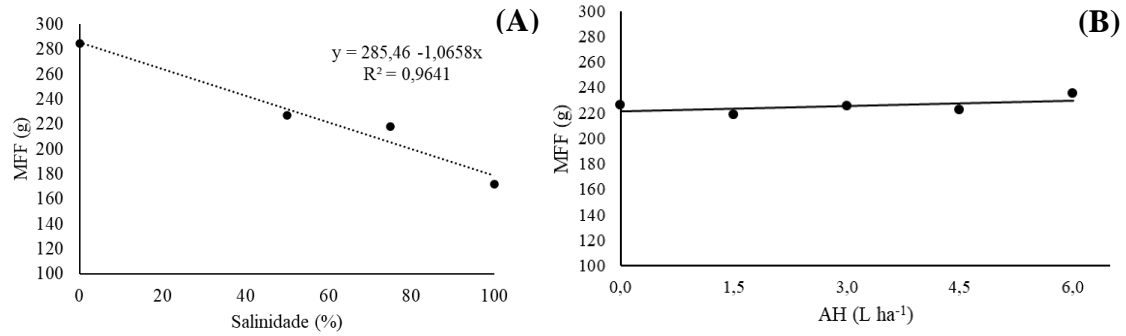 (A)
300
280
260
240
220
200
180
160
140
120
100
MFF (g)
y = 285,46 -1,0658x
R² = 0,9641
0 20 40 60 80 100
Salinidade (%)
(B)
300
280
260
240
220
200
180
160
140
120
100
MFF (g)
0,0 1,5 3,0 4,5 6,0
AH (L ha⁻¹)